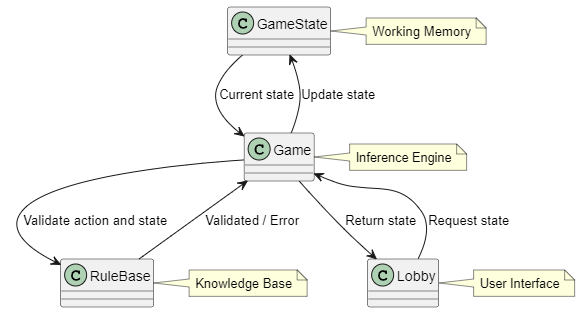 C GameState
Working Memory
Current state
Update state
C Game
Inference Engine
Validate action and state
Validated / Error
Return state
Request state
C RuleBase
Knowledge Base
C Lobby
User Interface